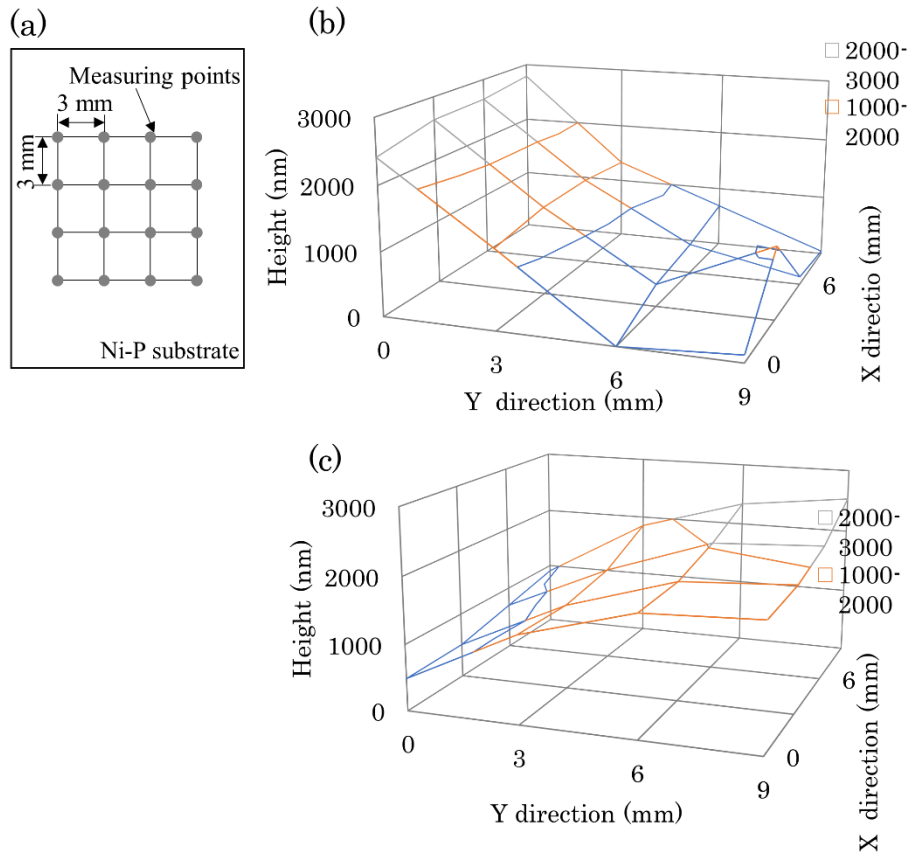 (a)
Measuring points
3 mm
3 mm
Ni-P substrate
(b)
2000-
3000
1000-
2000
3000
2000
1000
0
Height (nm)
0
3
6
9
Y direction (mm)
0
6
X directio (mm)
(c)
2000-
3000
1000-
2000
3000
2000
1000
0
Height (nm)
0
3
6
9
Y direction (mm)
0
6
X direction (mm)